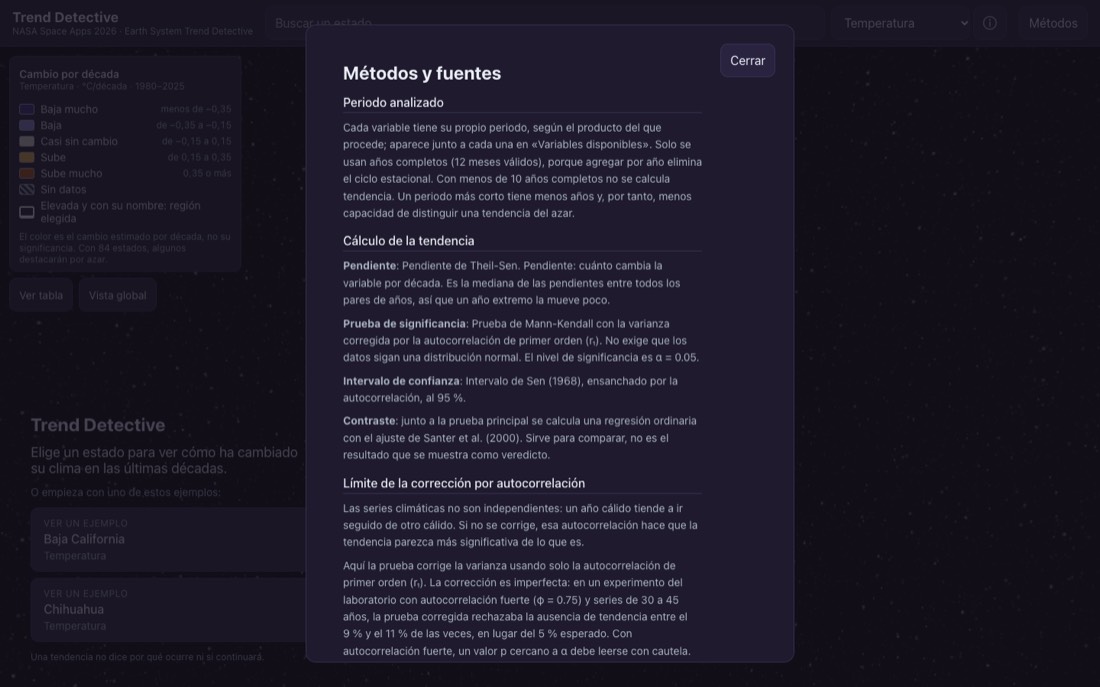 Trend Detective
NASA Space Apps 2026 · Earth System Trend Detective
Buscar un estado
Temperatura
Métodos
Cambio por década
Temperatura · °C/década · 1980–2025
Baja mucho
menos de −0,35
Baja
de −0,35 a −0,15
Casi sin cambio
de −0,15 a 0,15
Sube
de 0,15 a 0,35
Sube mucho
0,35 o más
Sin datos
Elevada y con su nombre: región
elegida
El color es el cambio estimado por década, no su
significancia. Con 94 estados, algunos
destacarán por azar.
Ver tabla
Vista global
Trend Detective
Elige un estado para ver cómo ha cambiado
su clima en las últimas décadas.
O empieza con uno de estos ejemplos:
VER UN EJEMPLO
Baja California
Temperatura
VER UN EJEMPLO
Chihuahua
Temperatura
Una tendencia no dice por qué ocurre ni si continuará.
Cerrar
Métodos y fuentes
Periodo analizado
Cada variable tiene su propio periodo, según el producto del que
procede; aparece junto a cada una en «Variables disponibles». Solo se
usan años completos (12 meses válidos), porque agregar por año elimina
el ciclo estacional. Con menos de 10 años completos no se calcula
tendencia. Un periodo más corto tiene menos años y, por tanto, menos
capacidad de distinguir una tendencia del azar.
Cálculo de la tendencia
Pendiente: Pendiente de Theil-Sen. Pendiente: cuánto cambia la
variable por década. Es la mediana de las pendientes entre todos los
pares de años, así que un año extremo la mueve poco.
Prueba de significancia: Prueba de Mann-Kendall con la varianza
corregida por la autocorrelación de primer orden (r₁). No exige que los
datos sigan una distribución normal. El nivel de significancia es α = 0.05.
Intervalo de confianza: Intervalo de Sen (1968), ensanchado por la
autocorrelación, al 95 %.
Contraste: junto a la prueba principal se calcula una regresión ordinaria
con el ajuste de Santer et al. (2000). Sirve para comparar, no es el
resultado que se muestra como veredicto.
Límite de la corrección por autocorrelación
Las series climáticas no son independientes: un año cálido tiende a ir
seguido de otro cálido. Si no se corrige, esa autocorrelación hace que la
tendencia parezca más significativa de lo que es.
Aquí la prueba corrige la varianza usando solo la autocorrelación de
primer orden (r₁). La corrección es imperfecta: en un experimento del
laboratorio con autocorrelación fuerte (ϕ = 0.75) y series de 30 a 45
años, la prueba corregida rechazaba la ausencia de tendencia entre el
9 % y el 11 % de las veces, en lugar del 5 % esperado. Con
autocorrelación fuerte, un valor p cercano a α debe leerse con cautela.